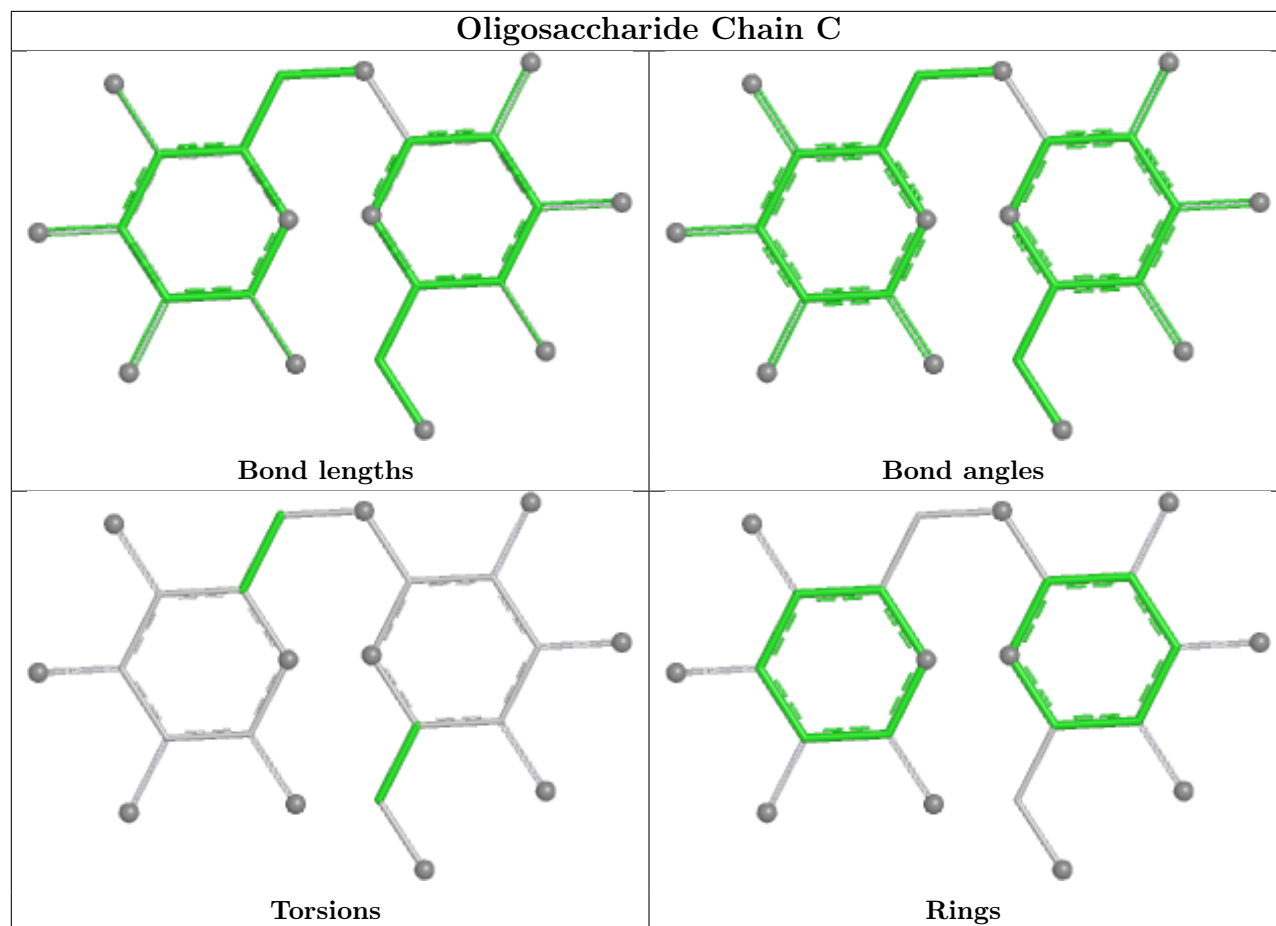 Oligosaccharide Chain C
Bond lengths
Bond angles
Torsions
Rings